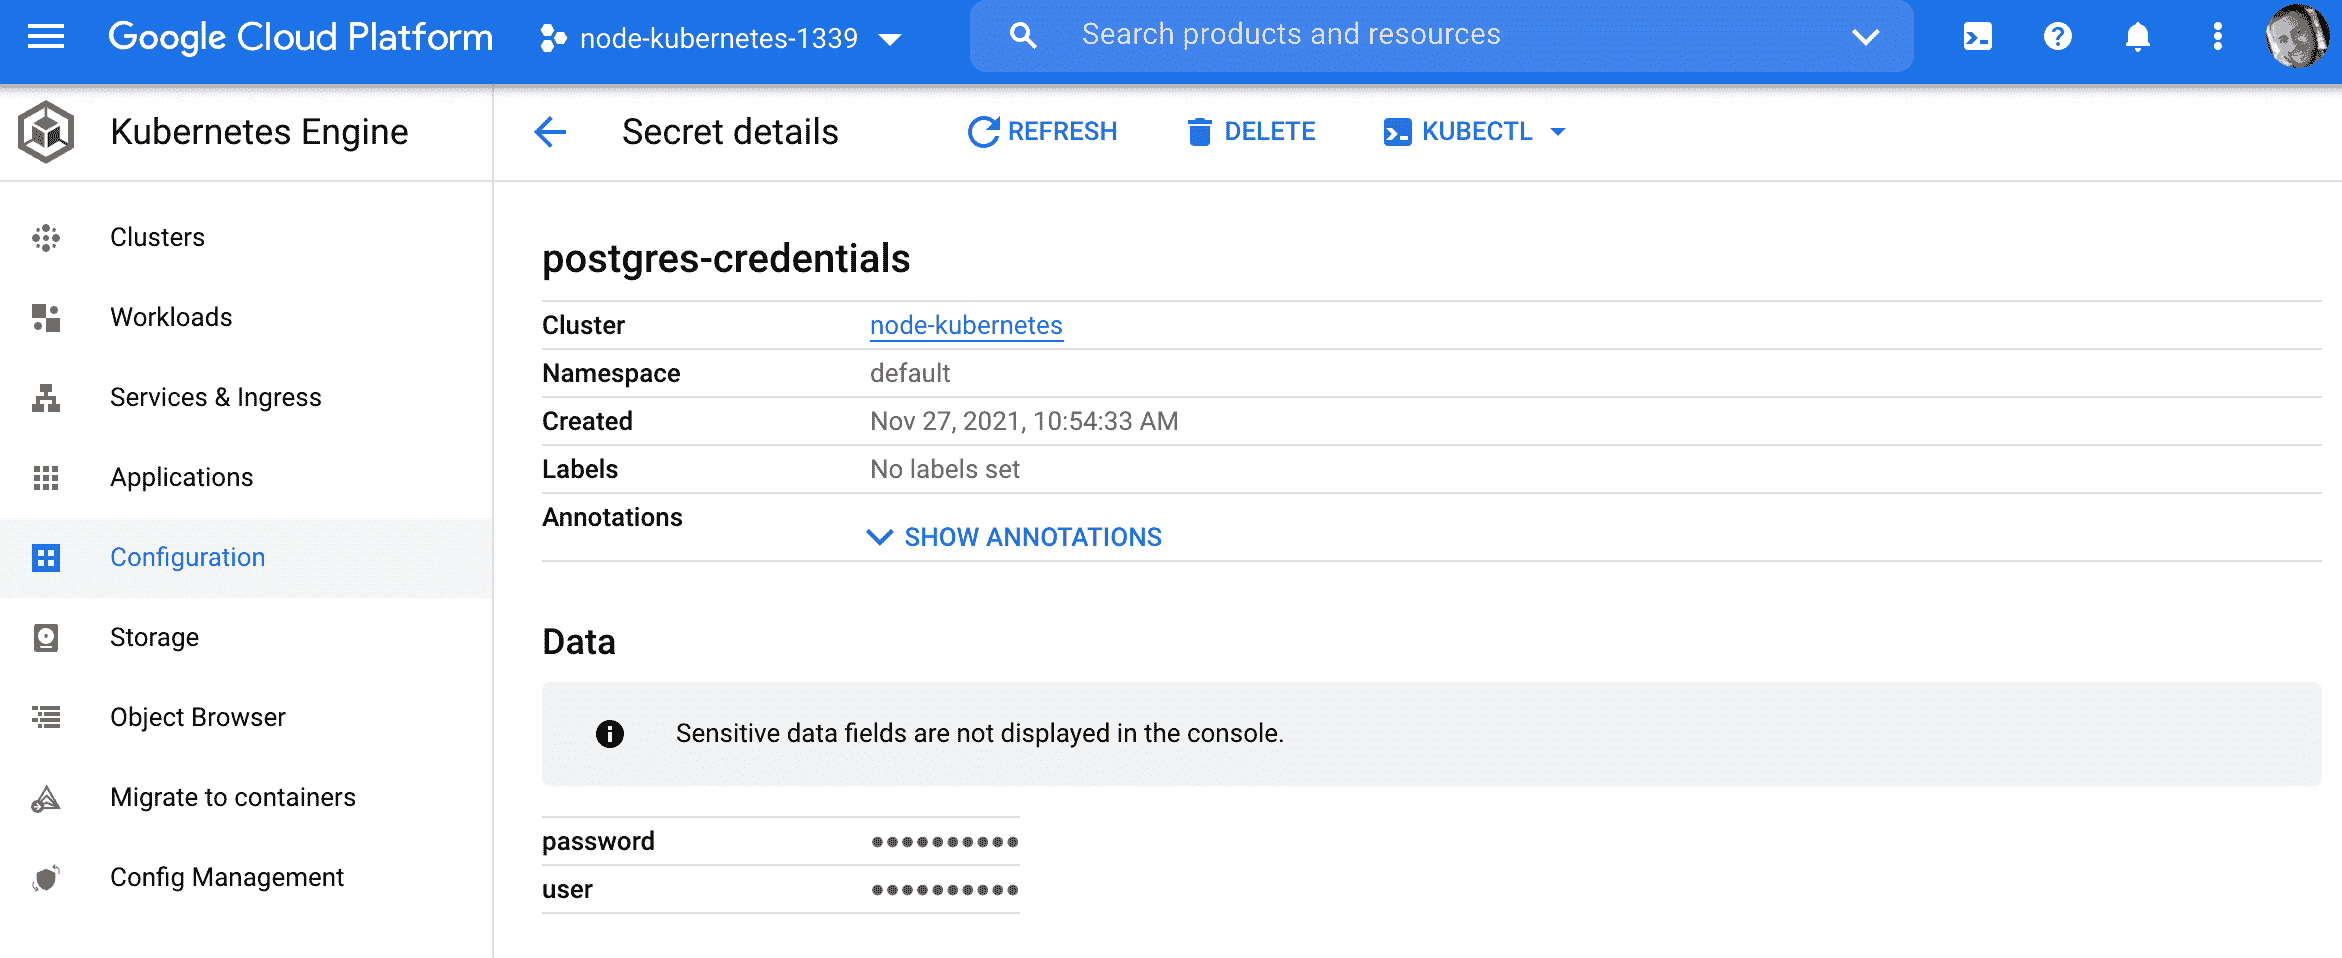 Google Cloud Platform node-kubernetes-1339 Search products and resources
Kubernetes Engine
Secret details REFRESH DELETE KUBECTL
Clusters
Workloads
Services & Ingress
Applications
Configuration
Storage
Object Browser
Migrate to containers
Config Management
postgres-credentials
Cluster node-kubernetes
Namespace default
Created Nov 27, 2021, 10:54:33 AM
Labels No labels set
Annotations SHOW ANNOTATIONS
Data
Sensitive data fields are not displayed in the console.
password ••••••••••
user ••••••••••